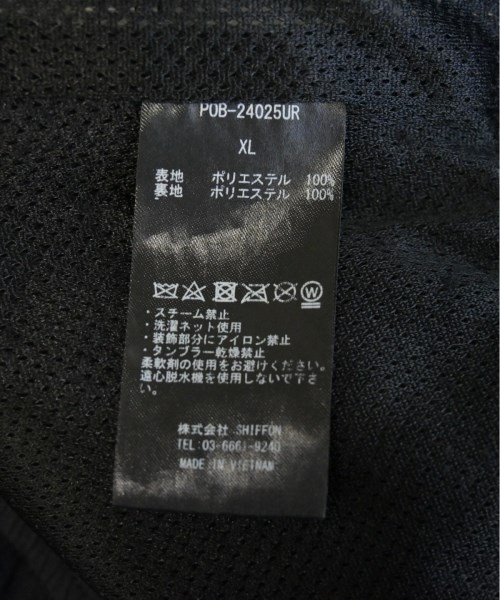 POB-24025UR
XL
表地 ポリエステル 100%
裏地 ポリエステル 100%
W
・スチーム禁止
・洗濯ネット使用
・装飾部分にアイロン禁止
・タンブラー乾燥禁止
柔軟剤の使用をお避けください。
遠心脱水機を使用しないで下さ
い。
株式会社 SHIFFON
TEL:03-6661-9240
MADE IN VIETNAM